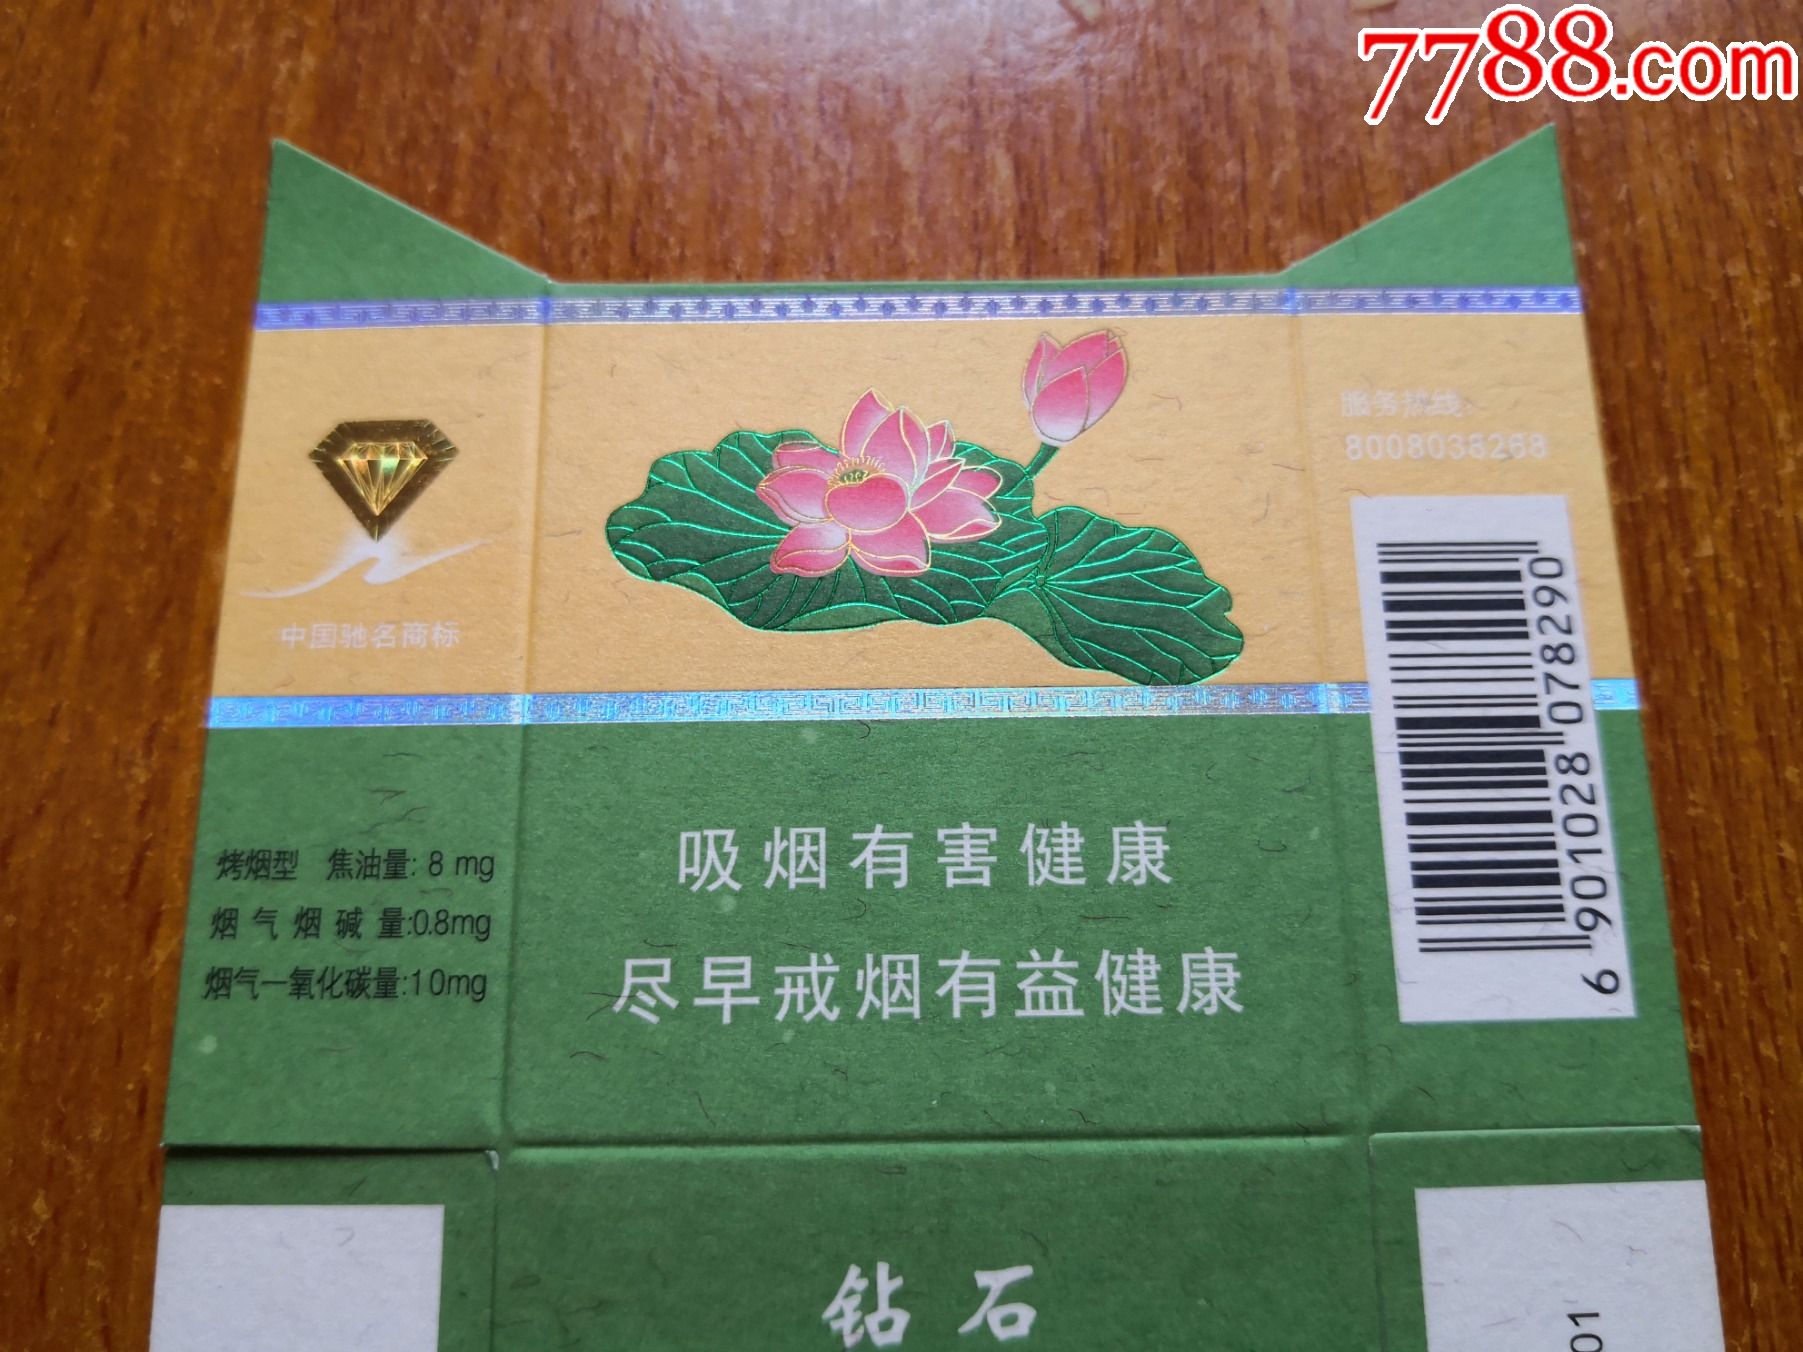 7788.com
服务热线:
8008038268
中国驰名商标
6 901028 078290
吸烟有害健康
尽早戒烟有益健康
烤烟型 焦油量: 8 mg
烟气烟碱量:0.8mg
烟气一氧化碳量:10mg
钻石
01